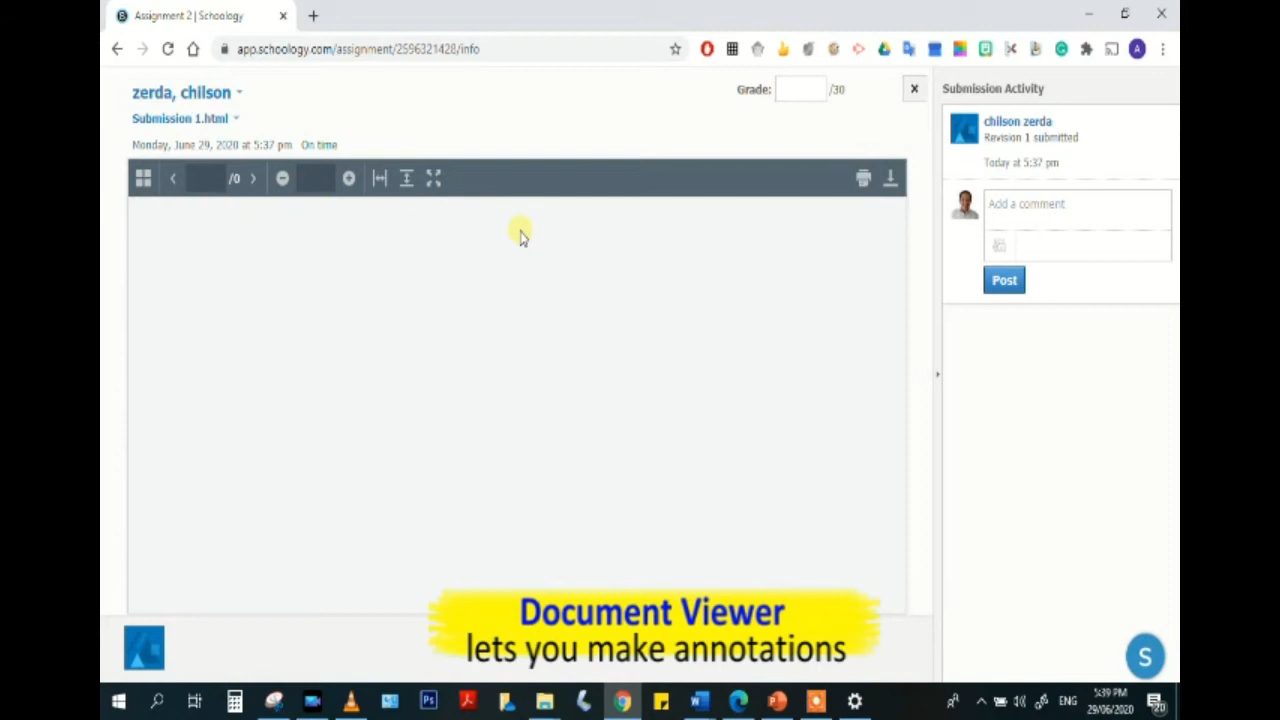 Assignment 2 | Schoology
app.schoology.com/assignment/2596321428/info
A
zerda, chilson
Grade:
/30
Submission Activity
Submission 1.html
chilson zerda
Revision 1 submitted
Monday, June 29, 2020 at 5:37 pm On time
Today at 5:37 pm
/0
Add a comment
Post
Document Viewer
lets you make annotations
S
Ps
ENG
5:39 PM
29/06/2020
20